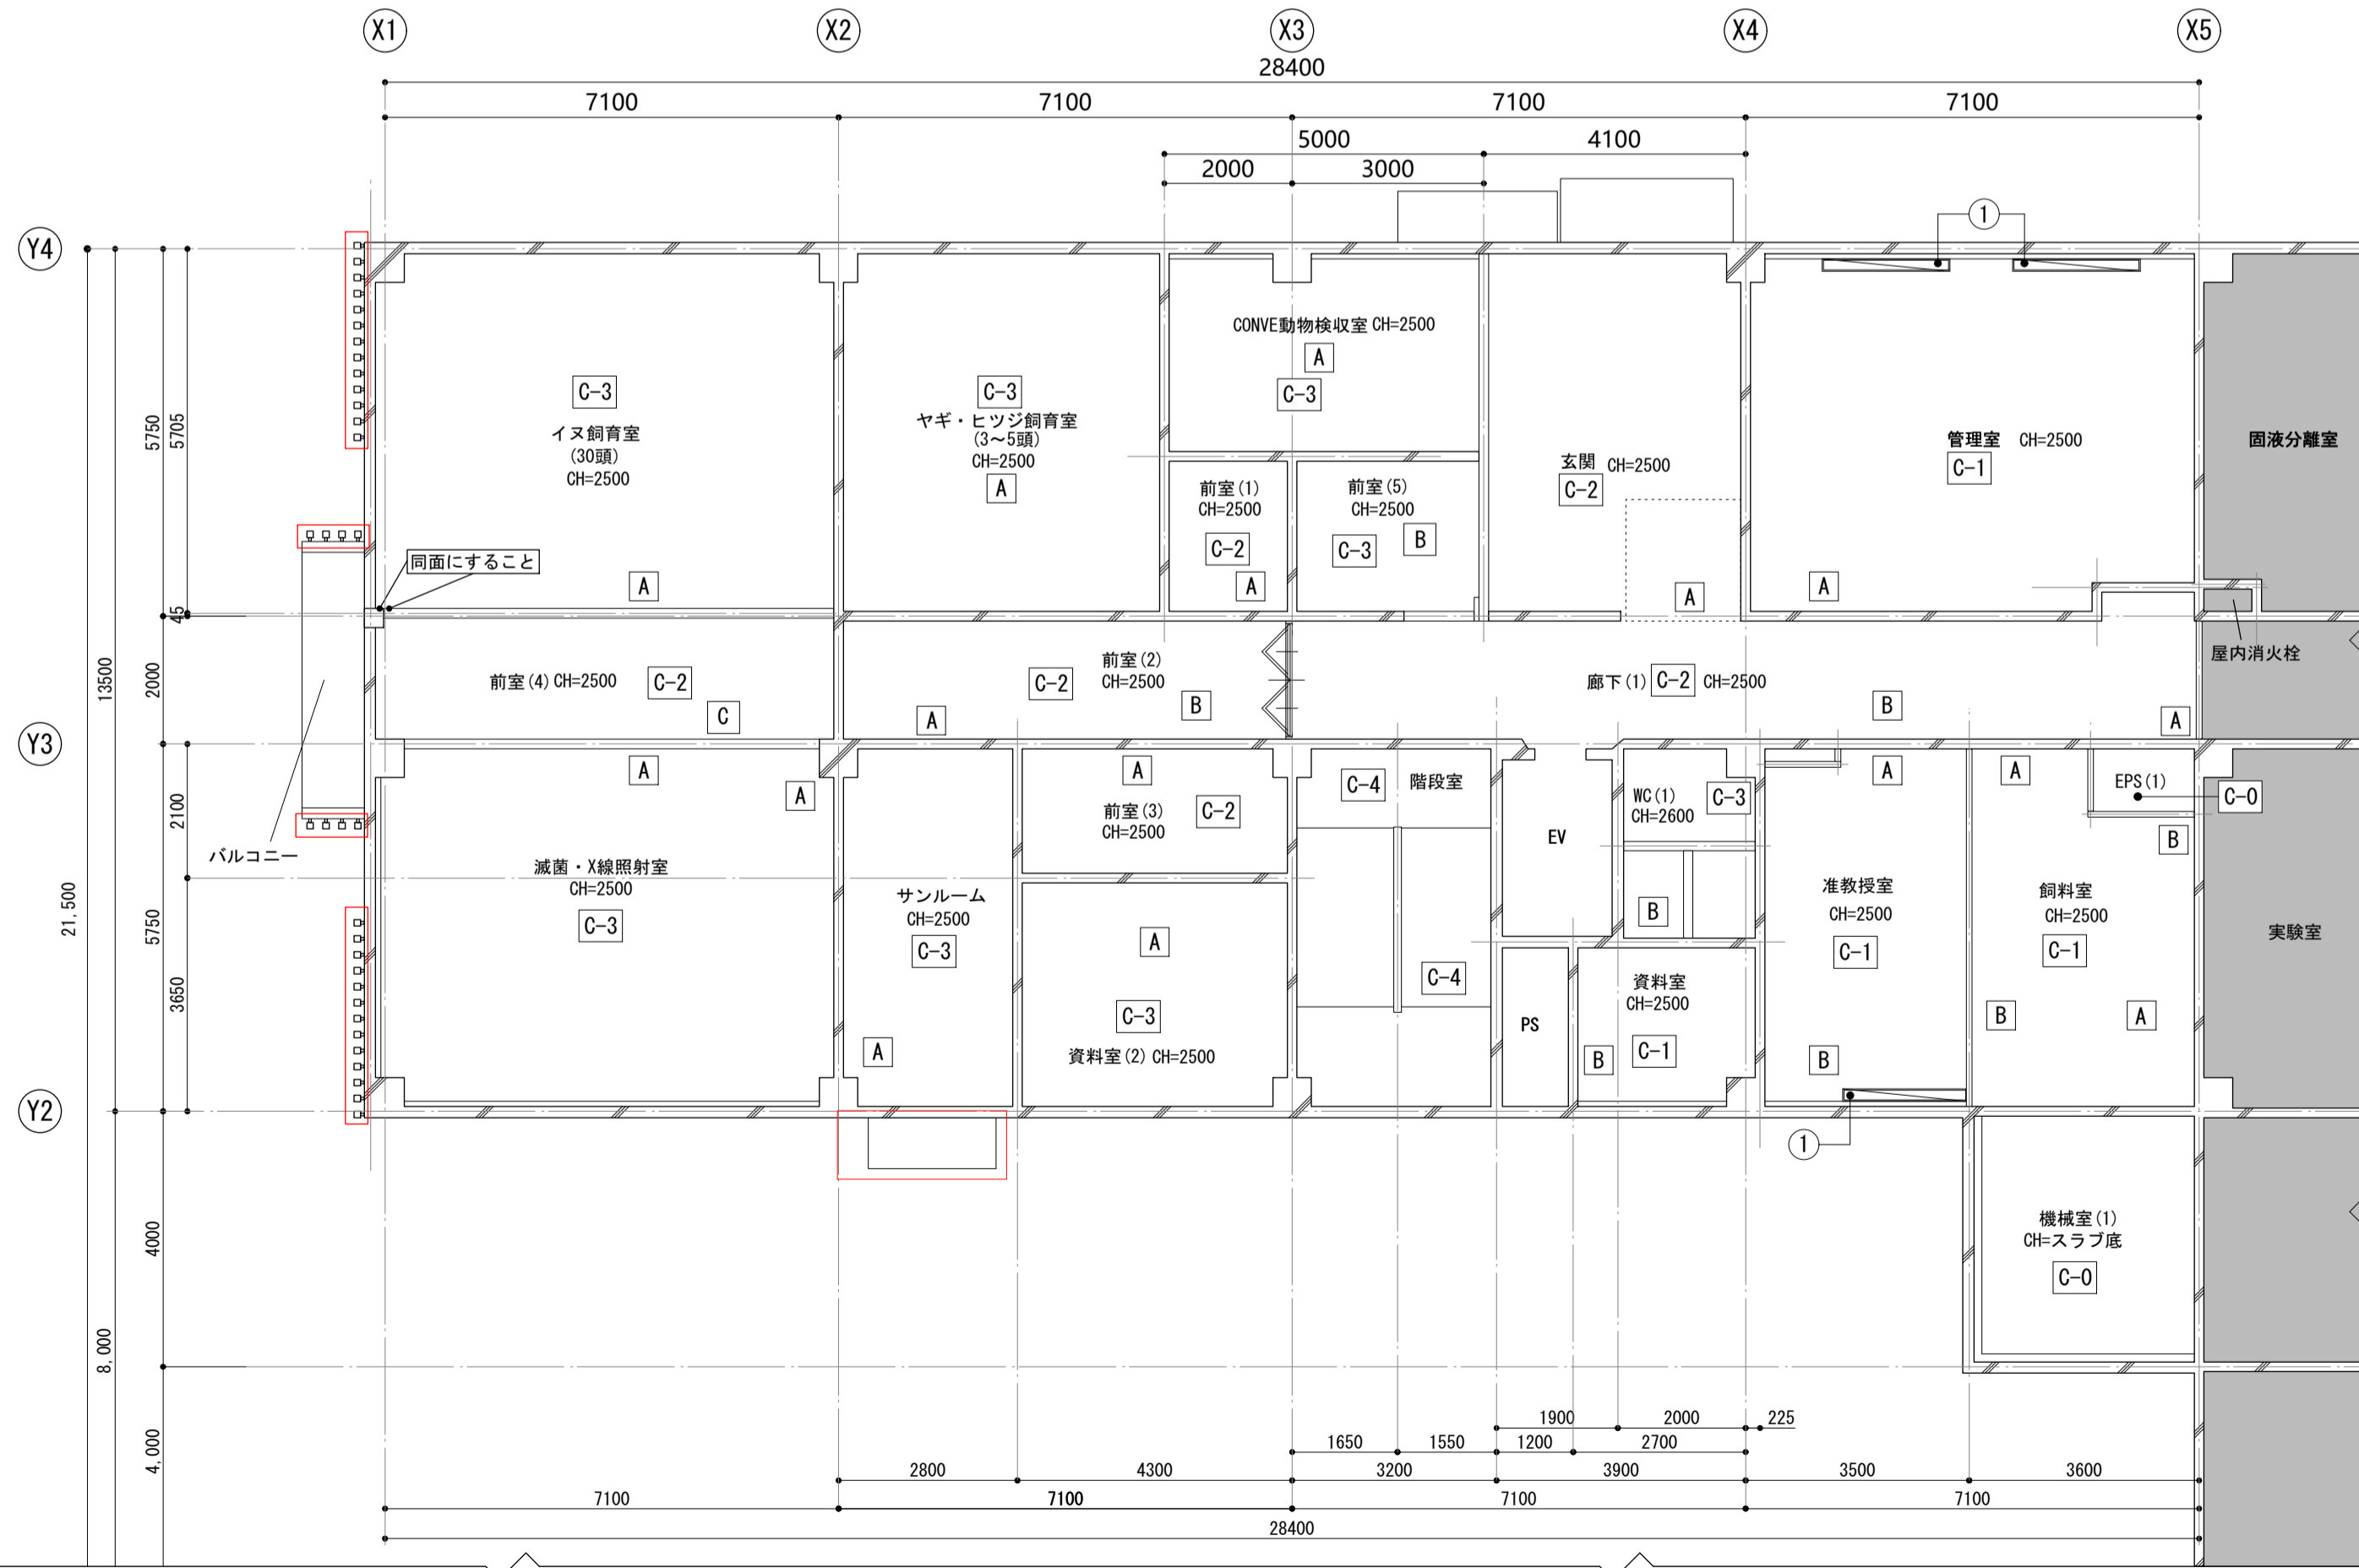 X1
X2
X3
X4
X5
28400
7100
7100
7100
7100
5000
4100
2000
3000
1
Y4
Y3
Y2
5750
5705
45
13500
2000
2100
21,500
5750
3650
4000
8,000
4,000
C-3
イヌ飼育室
(30頭)
CH=2500
A
同面にすること
C-3
ヤギ・ヒツジ飼育室
(3～5頭)
CH=2500
A
CONVE動物検収室 CH=2500
A
C-3
前室(1)
CH=2500
C-2
A
前室(5)
CH=2500
C-3
B
玄関 CH=2500
C-2
A
管理室 CH=2500
C-1
A
固液分離室
屋内消火栓
前室(4) CH=2500
C-2
C
前室(2)
CH=2500
C-2
A
B
廊下(1)
C-2
CH=2500
B
A
バルコニー
A
A
滅菌・X線照射室
CH=2500
C-3
サンルーム
CH=2500
C-3
A
A
前室(3)
CH=2500
C-2
A
C-3
資料室(2) CH=2500
C-4
階段室
C-4
EV
WC(1)
CH=2600
C-3
B
PS
資料室
CH=2500
C-1
B
A
准教授室
CH=2500
C-1
B
A
EPS(1)
C-0
B
飼料室
CH=2500
C-1
B
A
実験室
1
機械室(1)
CH=スラブ底
C-0
1900
2000
225
1650
1550
1200
2700
2800
4300
3200
3900
3500
3600
7100
7100
7100
7100
28400